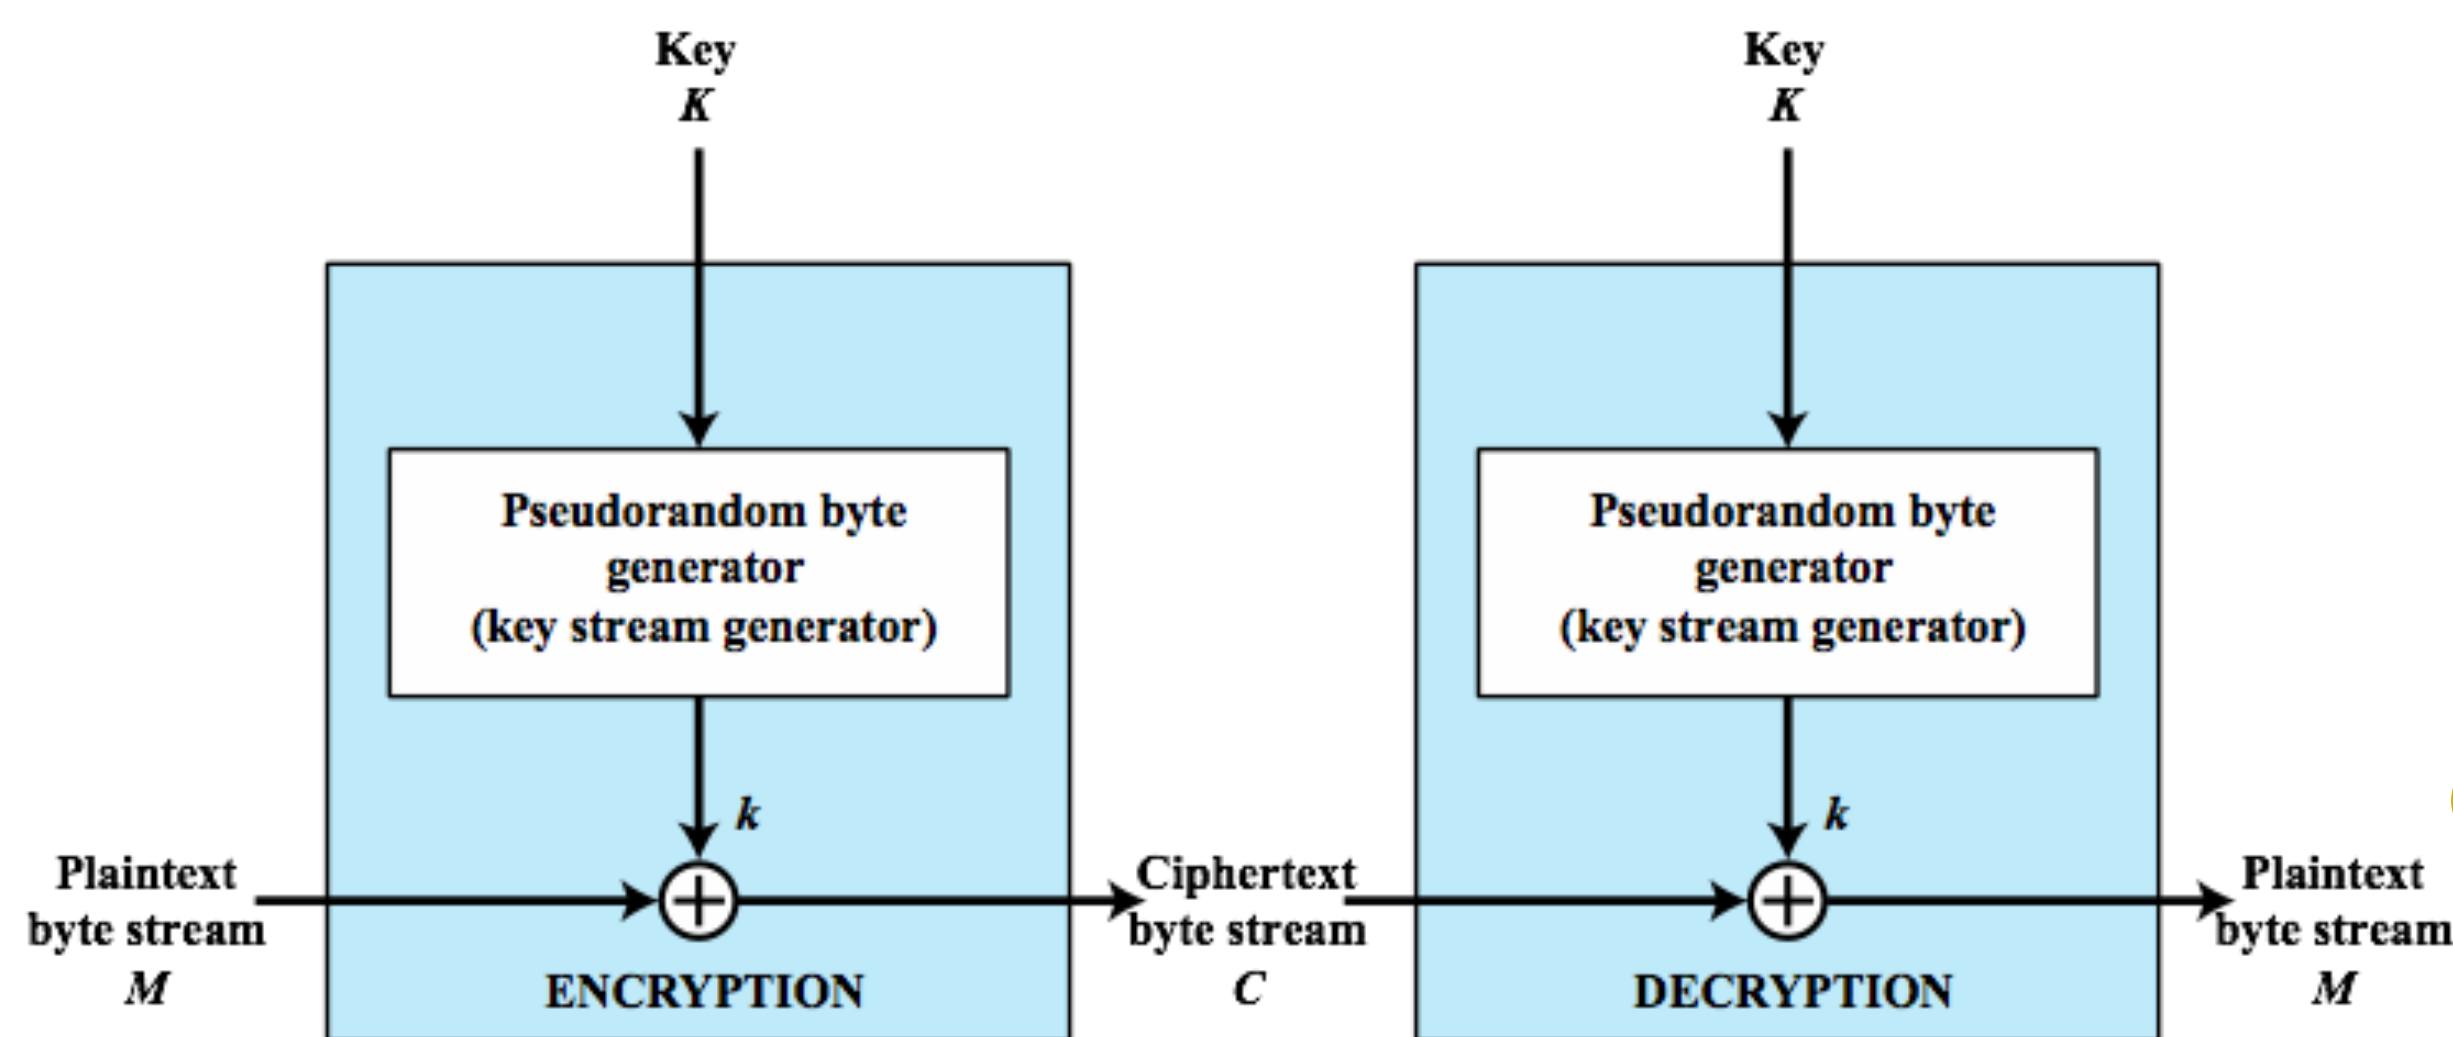 Key
K
Key
K
Pseudorandom byte
generator
(key stream generator)
Pseudorandom byte
generator
(key stream generator)
k
k
Plaintext
byte stream
M
ENCRYPTION
Ciphertext
byte stream
C
DECRYPTION
Plaintext
byte stream
M